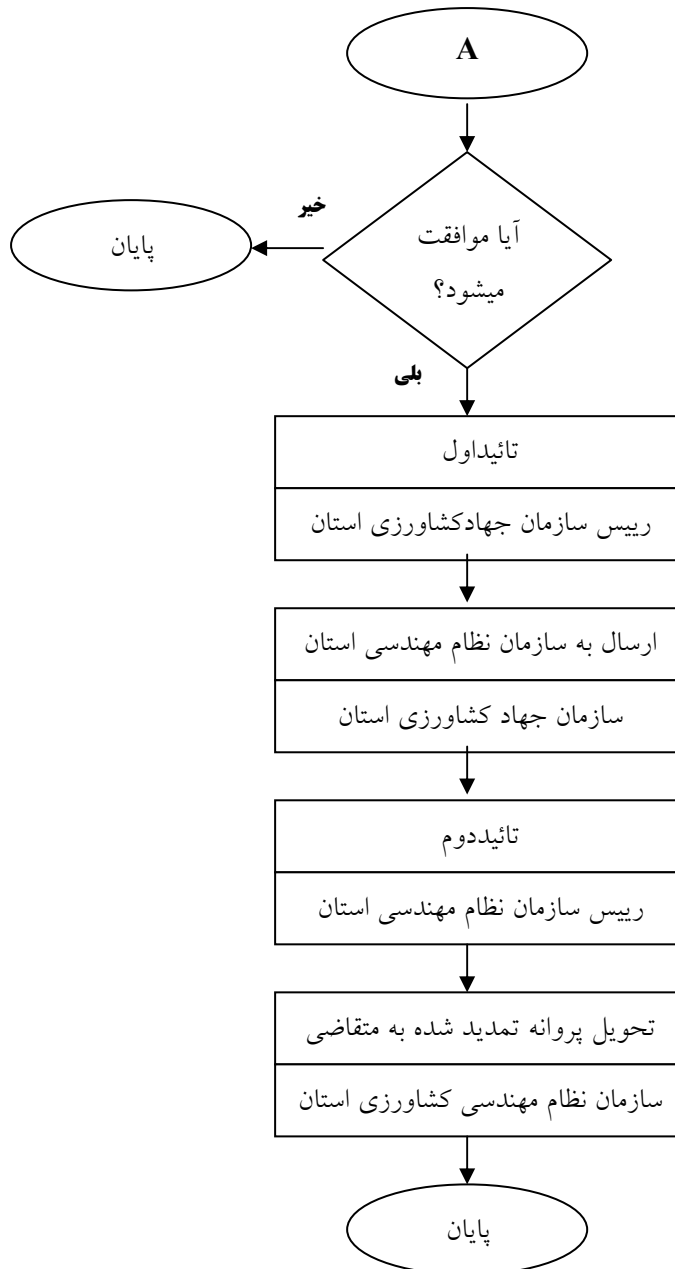 A
آیا موافقت
میشود؟
خیر
پایان
بلی
تائیداول
رییس سازمان جهادکشاورزی استان
ارسال به سازمان نظام مهندسی استان
سازمان جهاد کشاورزی استان
تائیددوم
رییس سازمان نظام مهندسی استان
تحویل پروانه تمدید شده به متقاضی
سازمان نظام مهندسی کشاورزی استان
پایان